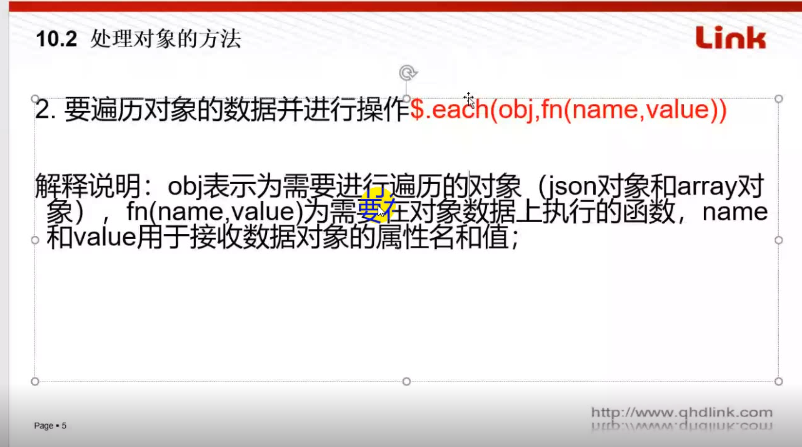 10.2 处理对象的方法
Link
2. 要遍历对象的数据并进行操作$.each(obj,fn(name,value))
解释说明：obj表示为需要进行遍历的对象（json对象和array对
象），fn(name,value)为需要在对象数据上执行的函数，name
和value用于接收数据对象的属性名和值；
http://www.qhdlink.com
Page ▪ 5